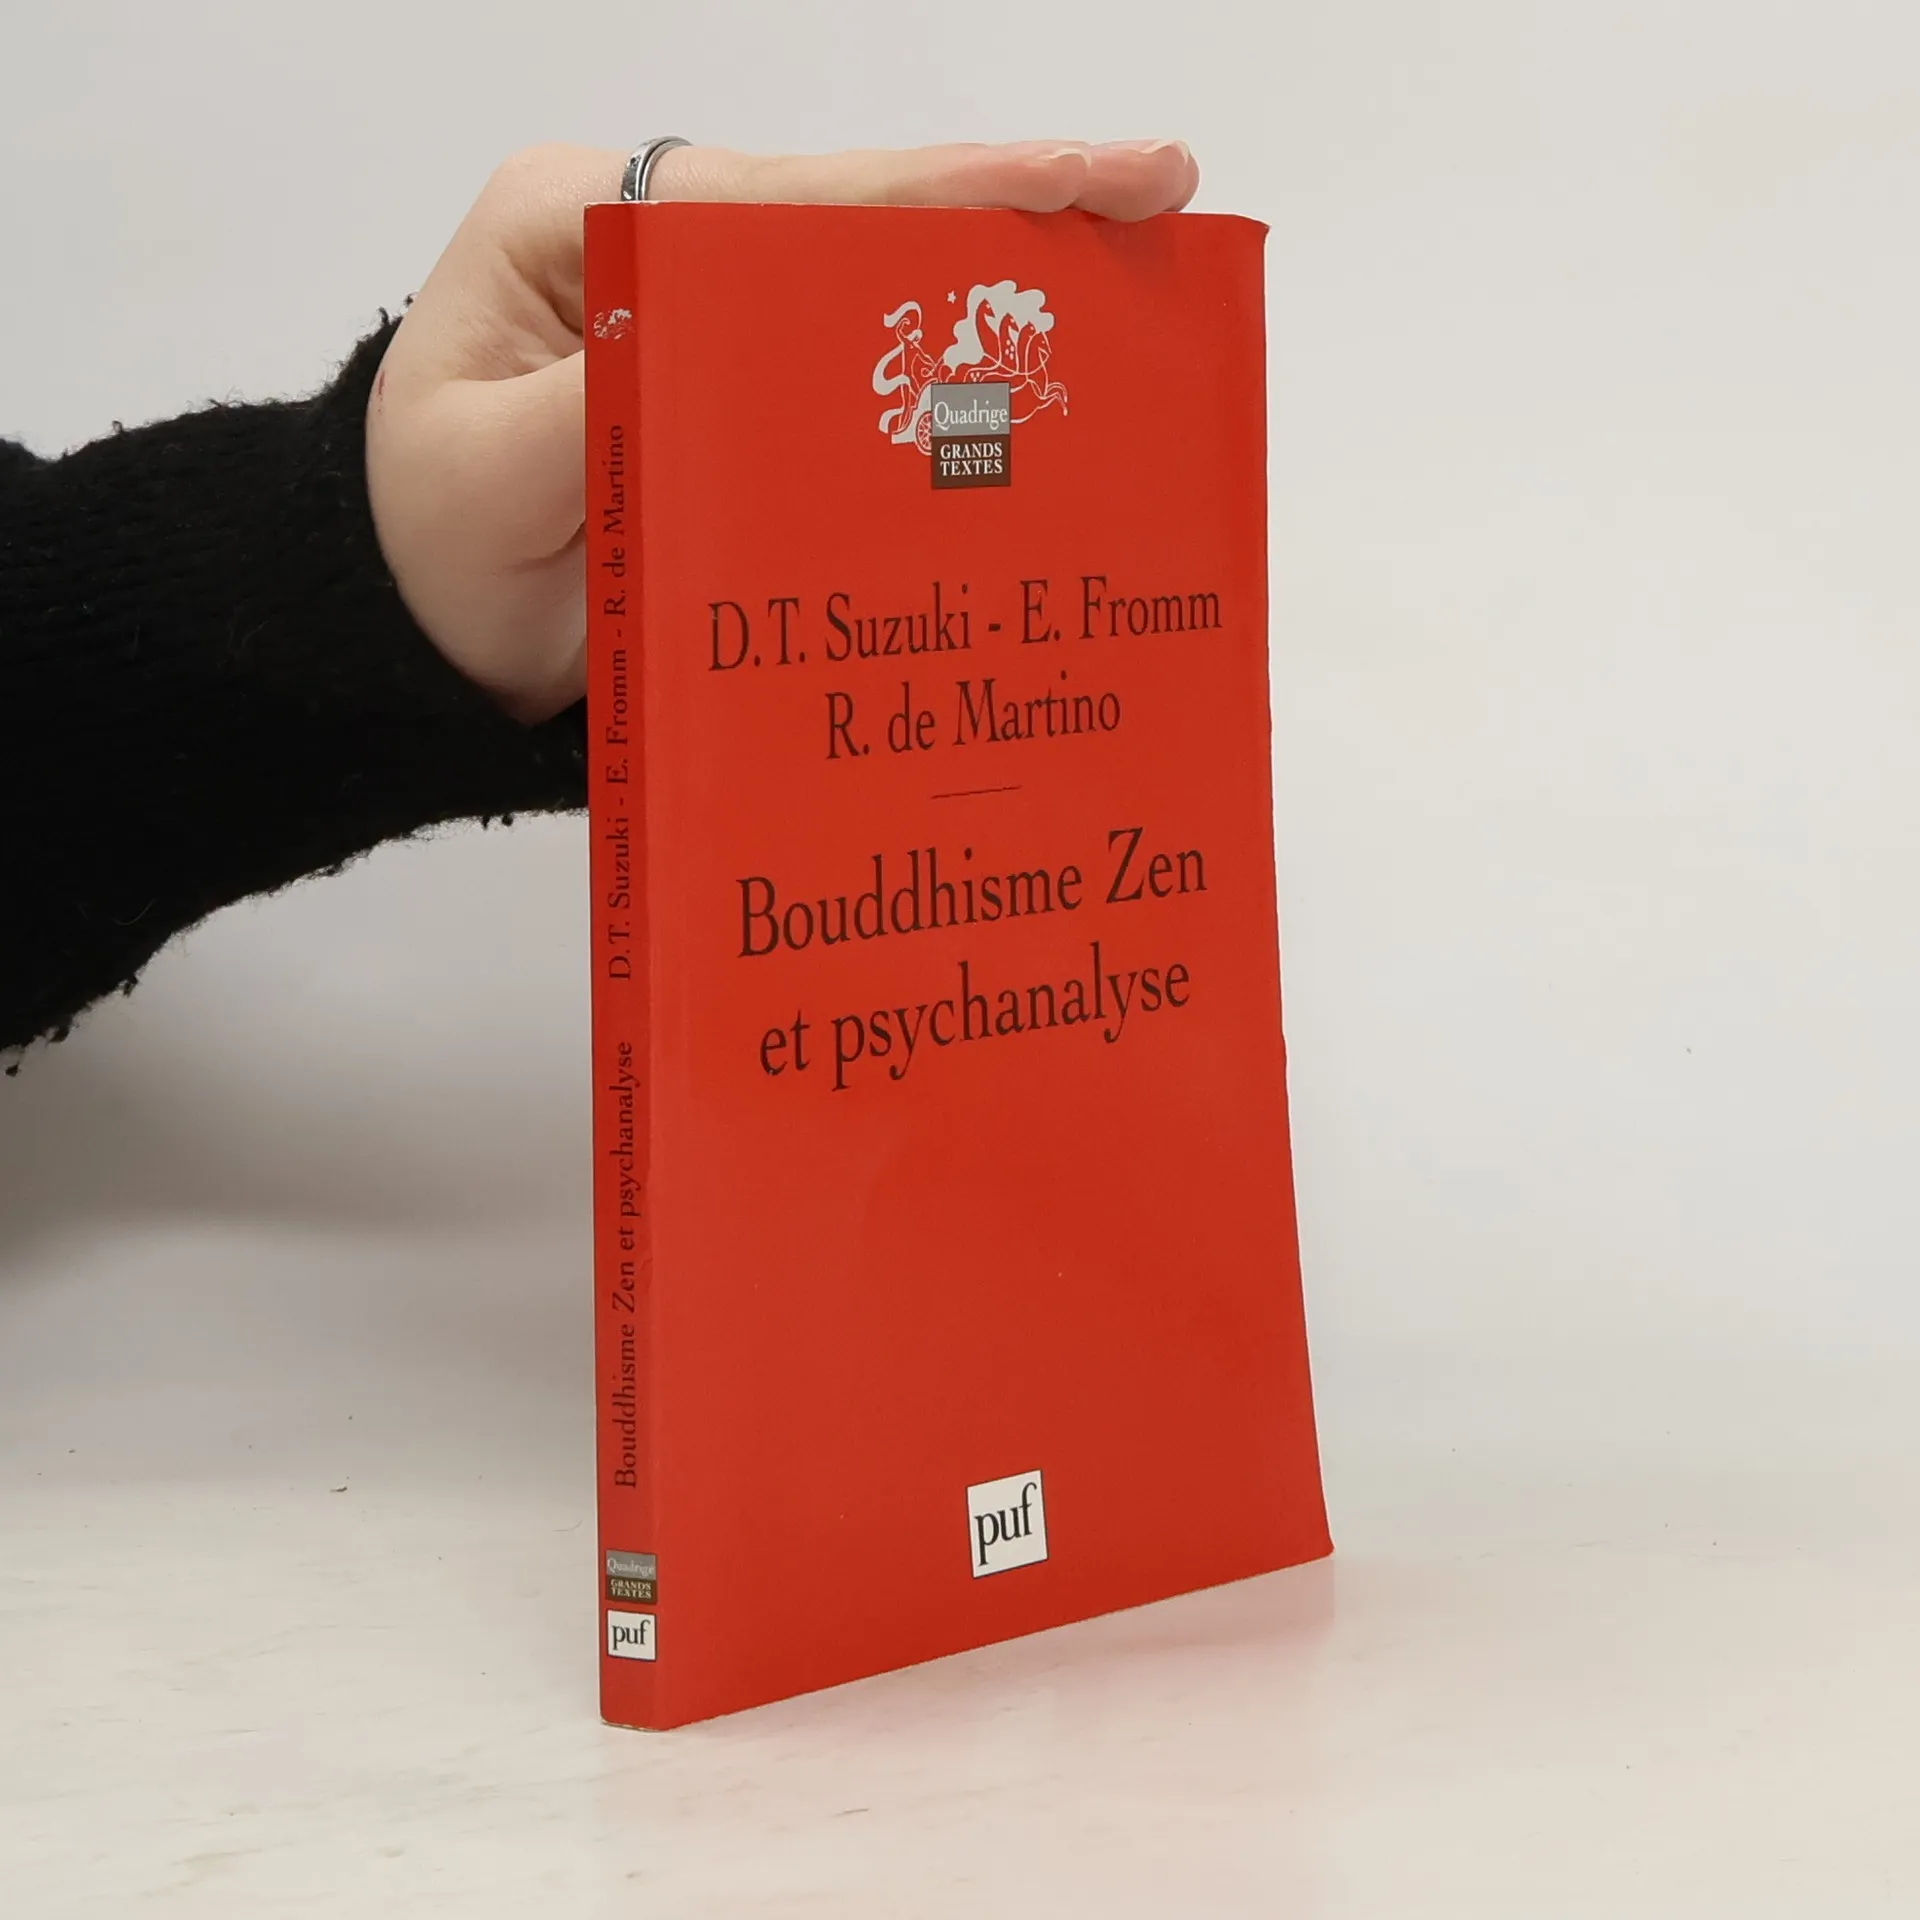 Quadrige
GRANDS
TEXTES
D.T. Suzuki - E. Fromm
R. de Martino
Bouddhisme Zen
et psychanalyse
puf
Bouddhisme Zen et psychanalyse D.T. Suzuki - E. Fromm - R. de Martino
Quadrige
GRANDS
TEXTES
puf